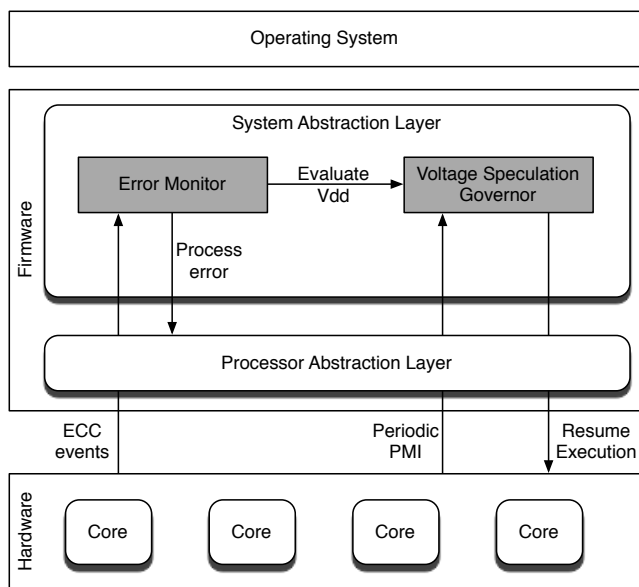 Operating System
Firmware
System Abstraction Layer
Error Monitor
Evaluate
Vdd
Voltage Speculation
Governor
Process
error
Processor Abstraction Layer
ECC
events
Periodic
PMI
Resume
Execution
Hardware
Core
Core
Core
Core